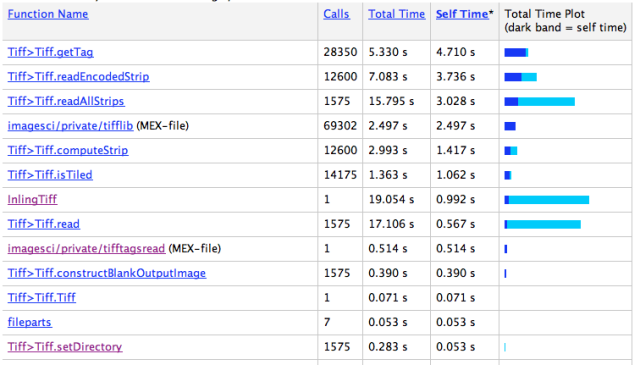 Function Name Calls Total Time Self Time* Total Time Plot
(dark band = self time)
Tiff>Tiff.getTag 28350 5.330 s 4.710 s
Tiff>Tiff.readEncodedStrip 12600 7.083 s 3.736 s
Tiff>Tiff.readAllStrips 1575 15.795 s 3.028 s
imagesci/private/tifflib (MEX-file) 69302 2.497 s 2.497 s
Tiff>Tiff.computeStrip 12600 2.993 s 1.417 s
Tiff>Tiff.isTiled 14175 1.363 s 1.062 s
InlingTiff 1 19.054 s 0.992 s
Tiff>Tiff.read 1575 17.106 s 0.567 s
imagesci/private/tifftagsread (MEX-file) 1 0.514 s 0.514 s
Tiff>Tiff.constructBlankOutputImage 1575 0.390 s 0.390 s
Tiff>Tiff.Tiff 1 0.071 s 0.071 s
fileparts 7 0.053 s 0.053 s
Tiff>Tiff.setDirectory 1575 0.283 s 0.053 s